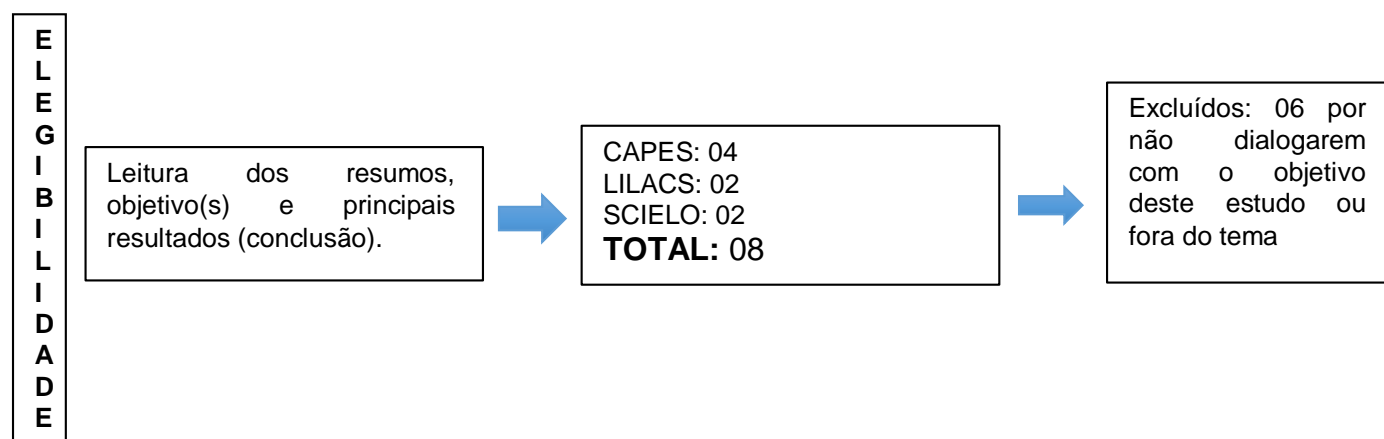 ELEGIBILIDADE
Leitura dos resumos,
objetivo(s) e principais
resultados (conclusão).
CAPES: 04
LILACS: 02
SCIELO: 02
TOTAL: 08
Excluídos: 06 por
não dialogarem
com o objetivo
deste estudo ou
fora do tema